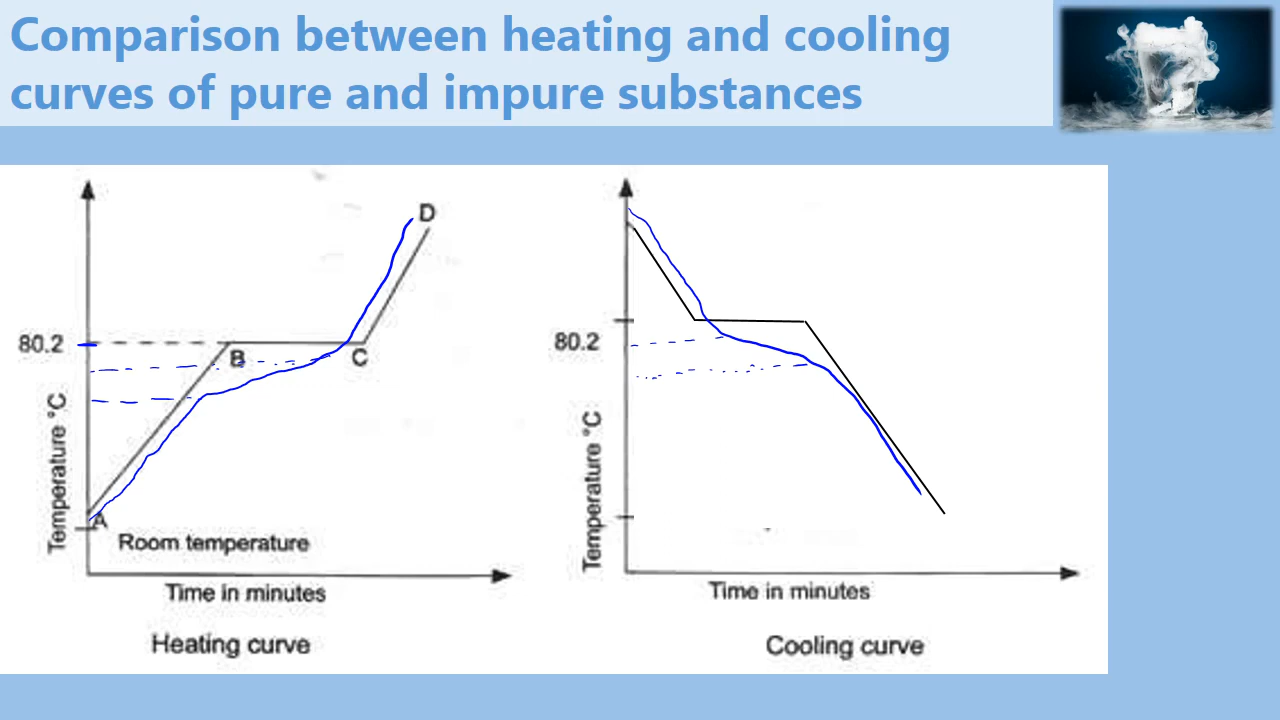 Comparison between heating and cooling
curves of pure and impure substances
D
80.2
B
C
Temperature °C
A
Room temperature
Time in minutes
Heating curve
80.2
Temperature °C
Time in minutes
Cooling curve